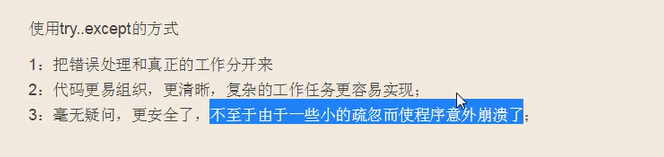 使用try..except的方式
1：把错误处理和真正的工作分开来
2：代码更易组织，更清晰，复杂的工作任务更容易实现；
3：毫无疑问，更安全了，不至于由于一些小的疏忽而使程序意外崩溃了；